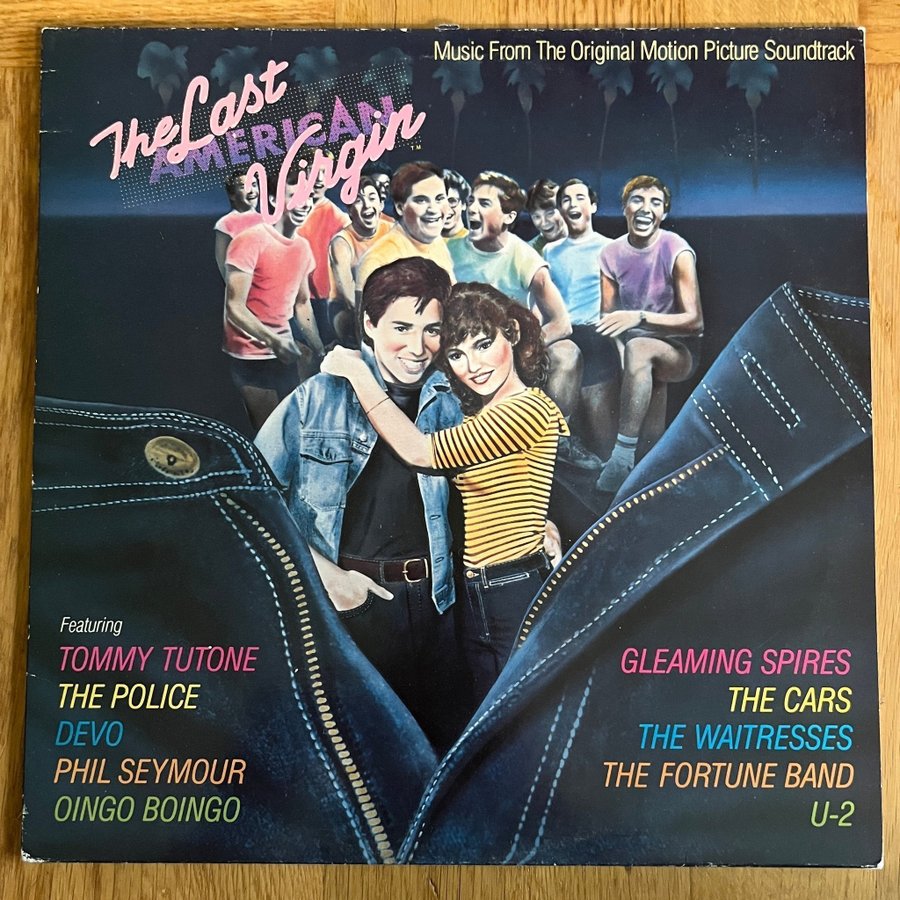 Music From The Original Motion Picture Soundtrack
The Last
AMERICAN
Virgin
TM
Featuring
TOMMY TUTONE
THE POLICE
DEVO
PHIL SEYMOUR
OINGO BOINGO
GLEAMING SPIRES
THE CARS
THE WAITRESSES
THE FORTUNE BAND
U-2